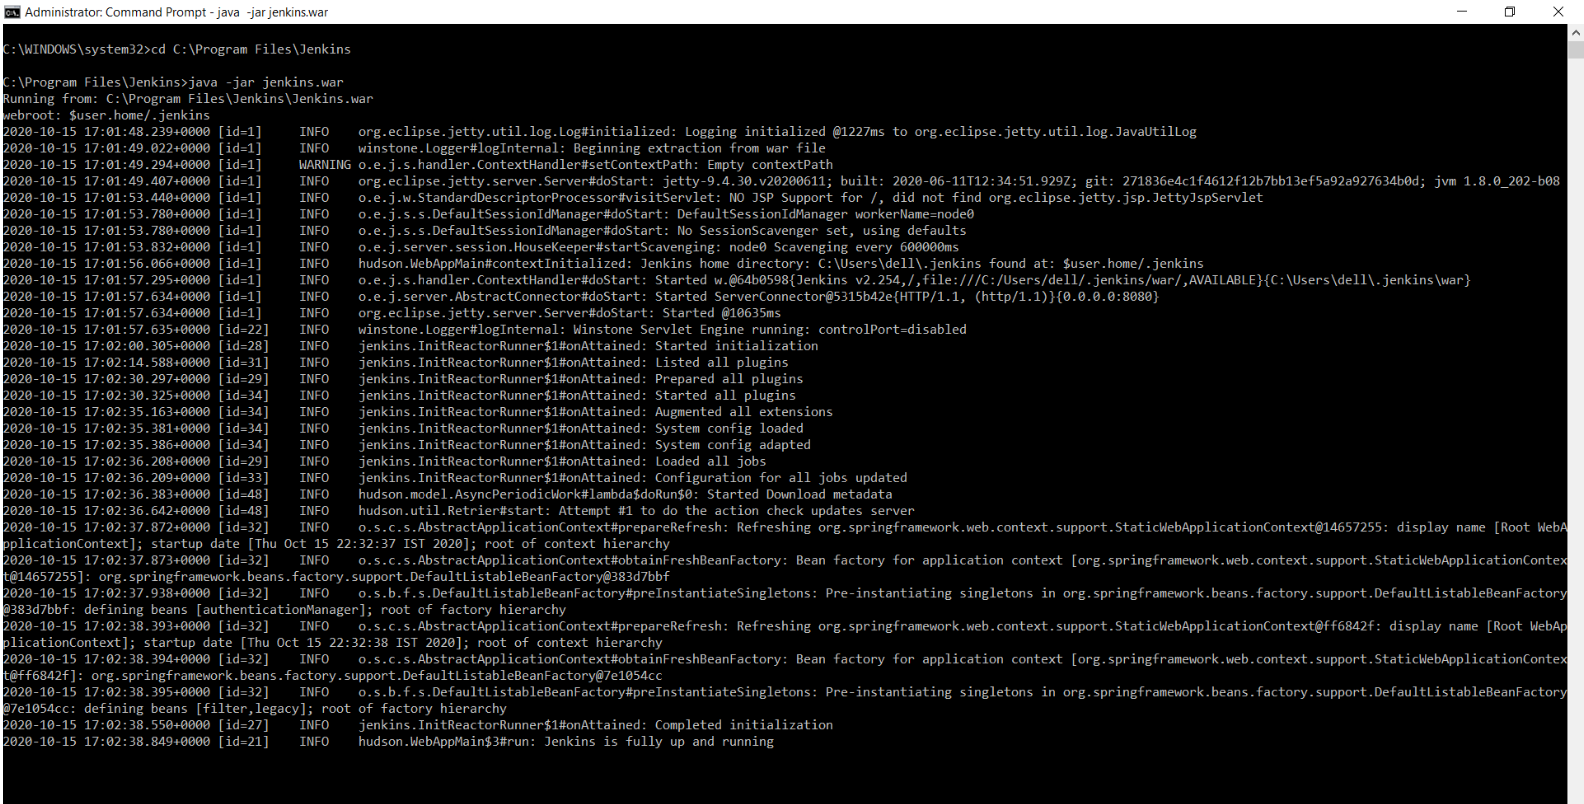 Administrator: Command Prompt - java  -jar jenkins.war
C:\WINDOWS\system32>cd C:\Program Files\Jenkins
C:\Program Files\Jenkins>java -jar jenkins.war
Running from: C:\Program Files\Jenkins\Jenkins.war
webroot: $user.home/.jenkins
2020-10-15 17:01:48.239+0000 [id=1]     INFO    org.eclipse.jetty.util.log.Log#initialized: Logging initialized @1227ms to org.eclipse.jetty.util.log.JavaUtilLog
2020-10-15 17:01:49.022+0000 [id=1]     INFO    winstone.Logger#logInternal: Beginning extraction from war file
2020-10-15 17:01:49.294+0000 [id=1]     WARNING o.e.j.s.handler.ContextHandler#setContextPath: Empty contextPath
2020-10-15 17:01:49.407+0000 [id=1]     INFO    org.eclipse.jetty.server.Server#doStart: jetty-9.4.30.v20200611; built: 2020-06-11T12:34:51.929Z; git: 271836e4c1f4612f12b7bb13ef5a92a927634b0d; jvm 1.8.0_202-b08
2020-10-15 17:01:53.440+0000 [id=1]     INFO    o.e.j.w.StandardDescriptorProcessor#visitServlet: NO JSP Support for /, did not find org.eclipse.jetty.jsp.JettyJspServlet
2020-10-15 17:01:53.780+0000 [id=1]     INFO    o.e.j.s.s.DefaultSessionIdManager#doStart: DefaultSessionIdManager workerName=node0
2020-10-15 17:01:53.780+0000 [id=1]     INFO    o.e.j.s.s.DefaultSessionIdManager#doStart: No SessionScavenger set, using defaults
2020-10-15 17:01:53.832+0000 [id=1]     INFO    o.e.j.server.session.HouseKeeper#startScavenging: node0 Scavenging every 600000ms
2020-10-15 17:01:56.066+0000 [id=1]     INFO    hudson.WebAppMain#contextInitialized: Jenkins home directory: C:\Users\dell\.jenkins found at: $user.home/.jenkins
2020-10-15 17:01:57.295+0000 [id=1]     INFO    o.e.j.s.handler.ContextHandler#doStart: Started w.@64b0598{Jenkins v2.254,/,file:///C:/Users/dell/.jenkins/war/,AVAILABLE}{C:\Users\dell\.jenkins\war}
2020-10-15 17:01:57.634+0000 [id=1]     INFO    o.e.j.server.AbstractConnector#doStart: Started ServerConnector@5315b42e{HTTP/1.1, (http/1.1)}{0.0.0.0:8080}
2020-10-15 17:01:57.634+0000 [id=1]     INFO    org.eclipse.jetty.server.Server#doStart: Started @10635ms
2020-10-15 17:01:57.635+0000 [id=22]    INFO    winstone.Logger#logInternal: Winstone Servlet Engine running: controlPort=disabled
2020-10-15 17:02:00.305+0000 [id=28]    INFO    jenkins.InitReactorRunner$1#onAttained: Started initialization
2020-10-15 17:02:14.588+0000 [id=31]    INFO    jenkins.InitReactorRunner$1#onAttained: Listed all plugins
2020-10-15 17:02:30.297+0000 [id=29]    INFO    jenkins.InitReactorRunner$1#onAttained: Prepared all plugins
2020-10-15 17:02:30.325+0000 [id=34]    INFO    jenkins.InitReactorRunner$1#onAttained: Started all plugins
2020-10-15 17:02:35.163+0000 [id=34]    INFO    jenkins.InitReactorRunner$1#onAttained: Augmented all extensions
2020-10-15 17:02:35.381+0000 [id=34]    INFO    jenkins.InitReactorRunner$1#onAttained: System config loaded
2020-10-15 17:02:35.386+0000 [id=34]    INFO    jenkins.InitReactorRunner$1#onAttained: System config adapted
2020-10-15 17:02:36.208+0000 [id=29]    INFO    jenkins.InitReactorRunner$1#onAttained: Loaded all jobs
2020-10-15 17:02:36.209+0000 [id=33]    INFO    jenkins.InitReactorRunner$1#onAttained: Configuration for all jobs updated
2020-10-15 17:02:36.383+0000 [id=48]    INFO    hudson.model.AsyncPeriodicWork#lambda$doRun$0: Started Download metadata
2020-10-15 17:02:36.642+0000 [id=48]    INFO    hudson.util.Retrier#start: Attempt #1 to do the action check updates server
2020-10-15 17:02:37.872+0000 [id=32]    INFO    o.s.c.s.AbstractApplicationContext#prepareRefresh: Refreshing org.springframework.web.context.support.StaticWebApplicationContext@14657255: display name [Root WebA
pplicationContext]; startup date [Thu Oct 15 22:32:37 IST 2020]; root of context hierarchy
2020-10-15 17:02:37.873+0000 [id=32]    INFO    o.s.c.s.AbstractApplicationContext#obtainFreshBeanFactory: Bean factory for application context [org.springframework.web.context.support.StaticWebApplicationContex
t@14657255]: org.springframework.beans.factory.support.DefaultListableBeanFactory@383d7bbf
2020-10-15 17:02:37.938+0000 [id=32]    INFO    o.s.b.f.s.DefaultListableBeanFactory#preInstantiateSingletons: Pre-instantiating singletons in org.springframework.beans.factory.support.DefaultListableBeanFactory
@383d7bbf: defining beans [authenticationManager]; root of factory hierarchy
2020-10-15 17:02:38.393+0000 [id=32]    INFO    o.s.c.s.AbstractApplicationContext#prepareRefresh: Refreshing org.springframework.web.context.support.StaticWebApplicationContext@ff6842f: display name [Root WebAp
plicationContext]; startup date [Thu Oct 15 22:32:38 IST 2020]; root of context hierarchy
2020-10-15 17:02:38.394+0000 [id=32]    INFO    o.s.c.s.AbstractApplicationContext#obtainFreshBeanFactory: Bean factory for application context [org.springframework.web.context.support.StaticWebApplicationContex
t@ff6842f]: org.springframework.beans.factory.support.DefaultListableBeanFactory@7e1054cc
2020-10-15 17:02:38.395+0000 [id=32]    INFO    o.s.b.f.s.DefaultListableBeanFactory#preInstantiateSingletons: Pre-instantiating singletons in org.springframework.beans.factory.support.DefaultListableBeanFactory
@7e1054cc: defining beans [filter,legacy]; root of factory hierarchy
2020-10-15 17:02:38.550+0000 [id=27]    INFO    jenkins.InitReactorRunner$1#onAttained: Completed initialization
2020-10-15 17:02:38.849+0000 [id=21]    INFO    hudson.WebAppMain$3#run: Jenkins is fully up and running